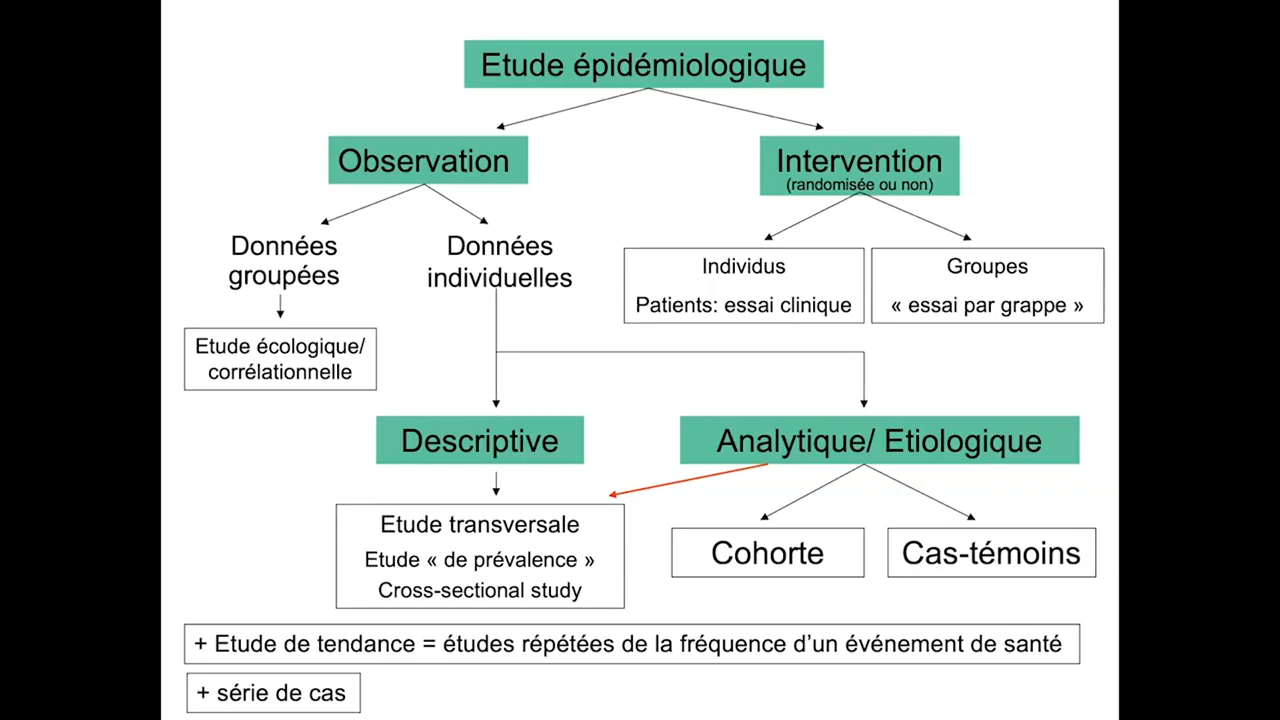 Etude épidémiologique
Observation
Intervention
(randomisée ou non)
Données
groupées
Données
individuelles
Individus
Patients: essai clinique
Groupes
« essai par grappe »
Etude écologique/
corrélationnelle
Descriptive
Analytique/ Etiologique
Etude transversale
Etude « de prévalence »
Cross-sectional study
Cohorte
Cas-témoins
+ Etude de tendance = études répétées de la fréquence d’un événement de santé
+ série de cas